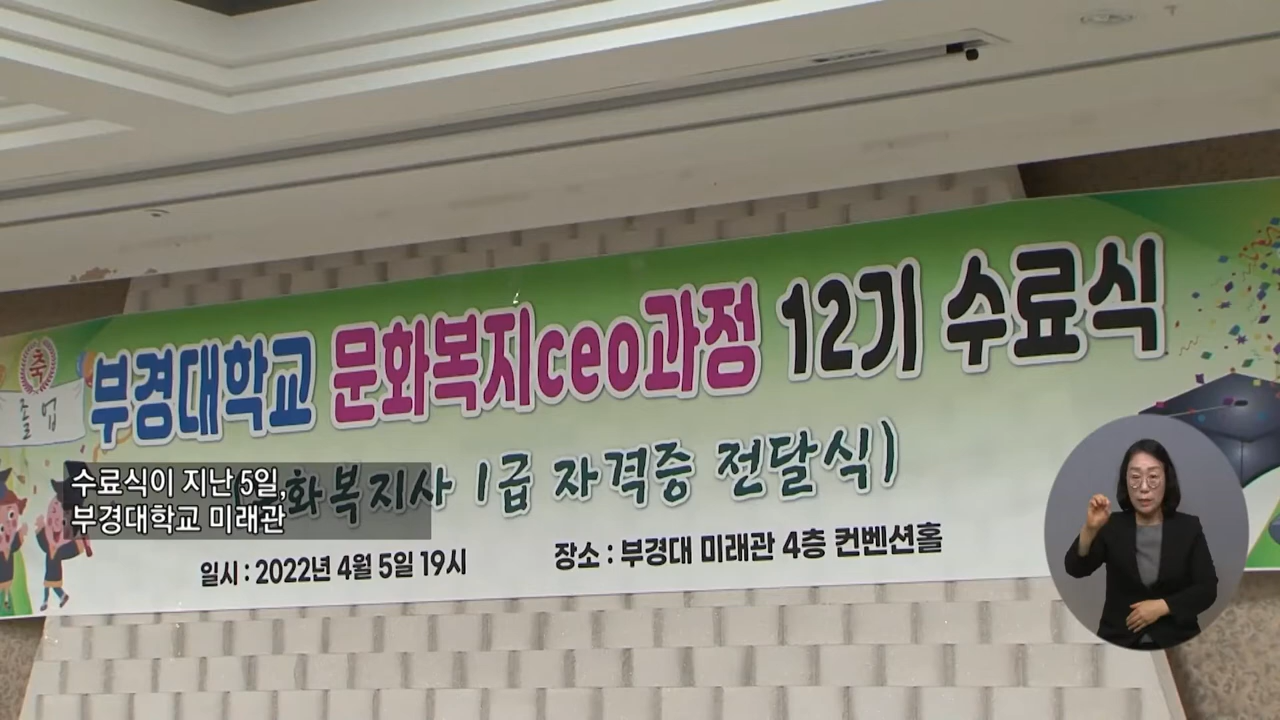 축
졸업
부경대학교 문화복지ceo과정 12기 수료식
화복지사 1급 자격증 전달식)
일시 : 2022년 4월 5일 19시
장소 : 부경대 미래관 4층 컨벤션홀
수료식이 지난 5일,
부경대학교 미래관